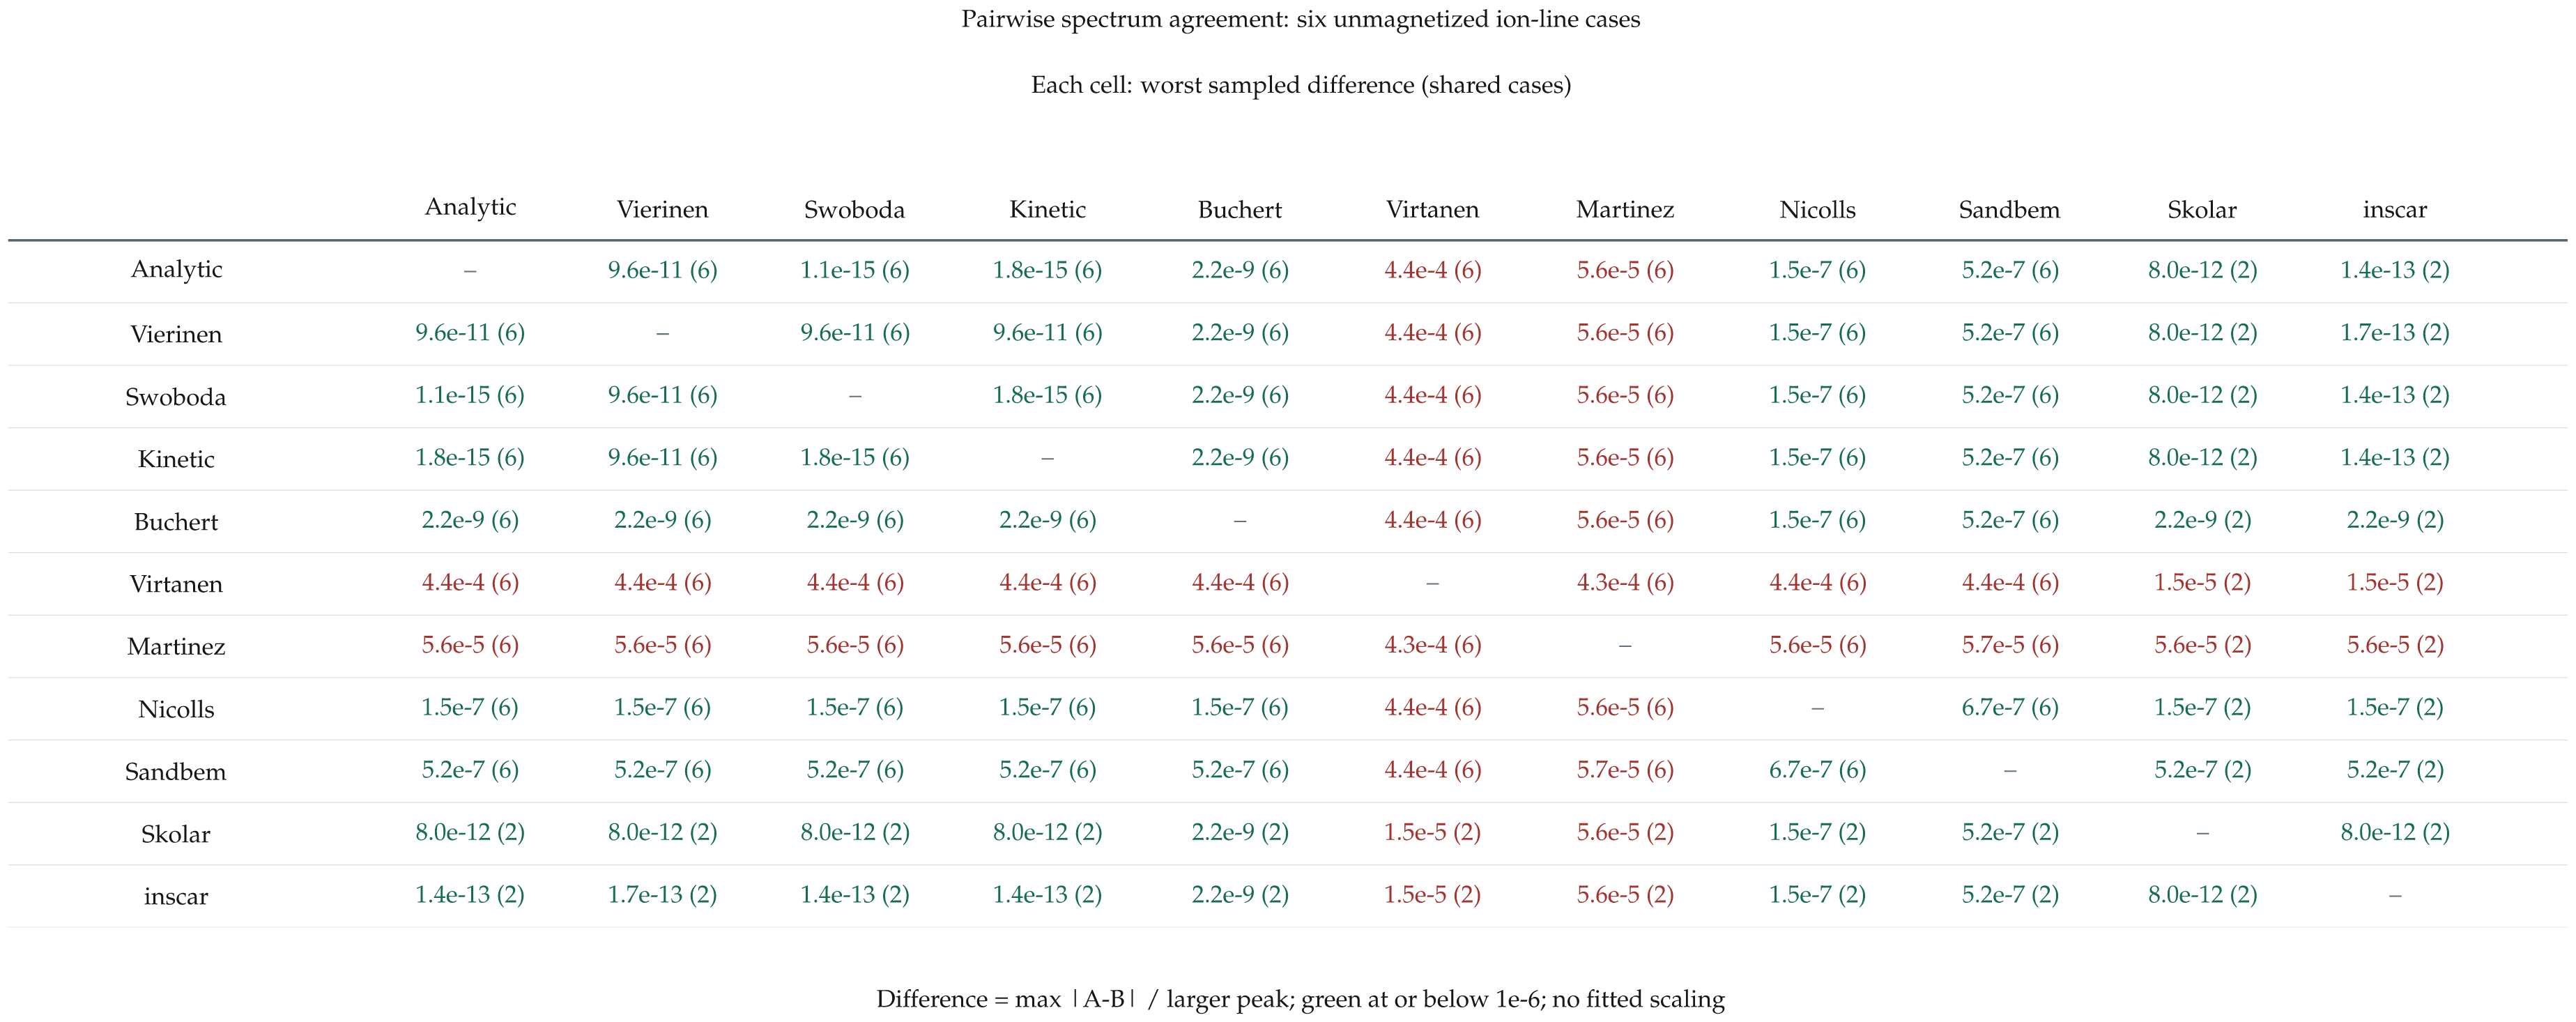 Pairwise spectrum agreement: six unmagnetized ion-line cases
Each cell: worst sampled difference (shared cases)
Analytic Vierinen Swoboda Kinetic Buchert Virtanen Martinez Nicolls Sandbem Skolar inscar
Analytic – 9.6e-11 (6) 1.1e-15 (6) 1.8e-15 (6) 2.2e-9 (6) 4.4e-4 (6) 5.6e-5 (6) 1.5e-7 (6) 5.2e-7 (6) 8.0e-12 (2) 1.4e-13 (2)
Vierinen 9.6e-11 (6) – 9.6e-11 (6) 9.6e-11 (6) 2.2e-9 (6) 4.4e-4 (6) 5.6e-5 (6) 1.5e-7 (6) 5.2e-7 (6) 8.0e-12 (2) 1.7e-13 (2)
Swoboda 1.1e-15 (6) 9.6e-11 (6) – 1.8e-15 (6) 2.2e-9 (6) 4.4e-4 (6) 5.6e-5 (6) 1.5e-7 (6) 5.2e-7 (6) 8.0e-12 (2) 1.4e-13 (2)
Kinetic 1.8e-15 (6) 9.6e-11 (6) 1.8e-15 (6) – 2.2e-9 (6) 4.4e-4 (6) 5.6e-5 (6) 1.5e-7 (6) 5.2e-7 (6) 8.0e-12 (2) 1.4e-13 (2)
Buchert 2.2e-9 (6) 2.2e-9 (6) 2.2e-9 (6) 2.2e-9 (6) – 4.4e-4 (6) 5.6e-5 (6) 1.5e-7 (6) 5.2e-7 (6) 2.2e-9 (2) 2.2e-9 (2)
Virtanen 4.4e-4 (6) 4.4e-4 (6) 4.4e-4 (6) 4.4e-4 (6) 4.4e-4 (6) – 4.3e-4 (6) 4.4e-4 (6) 4.4e-4 (6) 1.5e-5 (2) 1.5e-5 (2)
Martinez 5.6e-5 (6) 5.6e-5 (6) 5.6e-5 (6) 5.6e-5 (6) 5.6e-5 (6) 4.3e-4 (6) – 5.6e-5 (6) 5.7e-5 (6) 5.6e-5 (2) 5.6e-5 (2)
Nicolls 1.5e-7 (6) 1.5e-7 (6) 1.5e-7 (6) 1.5e-7 (6) 1.5e-7 (6) 4.4e-4 (6) 5.6e-5 (6) – 6.7e-7 (6) 1.5e-7 (2) 1.5e-7 (2)
Sandbem 5.2e-7 (6) 5.2e-7 (6) 5.2e-7 (6) 5.2e-7 (6) 5.2e-7 (6) 4.4e-4 (6) 5.7e-5 (6) 6.7e-7 (6) – 5.2e-7 (2) 5.2e-7 (2)
Skolar 8.0e-12 (2) 8.0e-12 (2) 8.0e-12 (2) 8.0e-12 (2) 2.2e-9 (2) 1.5e-5 (2) 5.6e-5 (2) 1.5e-7 (2) 5.2e-7 (2) – 8.0e-12 (2)
inscar 1.4e-13 (2) 1.7e-13 (2) 1.4e-13 (2) 1.4e-13 (2) 2.2e-9 (2) 1.5e-5 (2) 5.6e-5 (2) 1.5e-7 (2) 5.2e-7 (2) 8.0e-12 (2) –
Difference = max |A-B| / larger peak; green at or below 1e-6; no fitted scaling